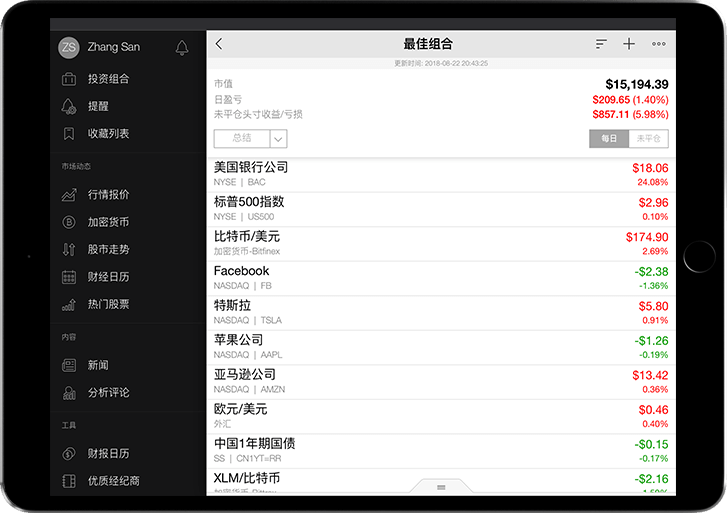 ZS Zhang San
投资组合
提醒
收藏列表
市场动态
行情报价
加密货币
股市走势
财经日历
热门股票
内容
新闻
分析评论
工具
财报日历
优质经纪商
最佳组合
更新时间: 2018-08-22 20:43:25
市值 $15,194.39
日盈亏 $209.65 (1.40%)
未平仓头寸收益/亏损 $857.11 (5.98%)
总结 每日 未平仓
美国银行公司 $18.06
NYSE | BAC 24.08%
标普500指数 $2.96
NYSE | US500 0.10%
比特币/美元 $174.90
加密货币-Bitfinex 2.69%
Facebook -$2.38
NASDAQ | FB -1.36%
特斯拉 $5.80
NASDAQ | TSLA 0.91%
苹果公司 -$1.26
NASDAQ | AAPL -0.19%
亚马逊公司 $13.42
NASDAQ | AMZN 0.36%
欧元/美元 $0.46
外汇 0.40%
中国1年期国债 -$0.15
SS | CN1YT=RR -0.17%
XLM/比特币 -$2.16